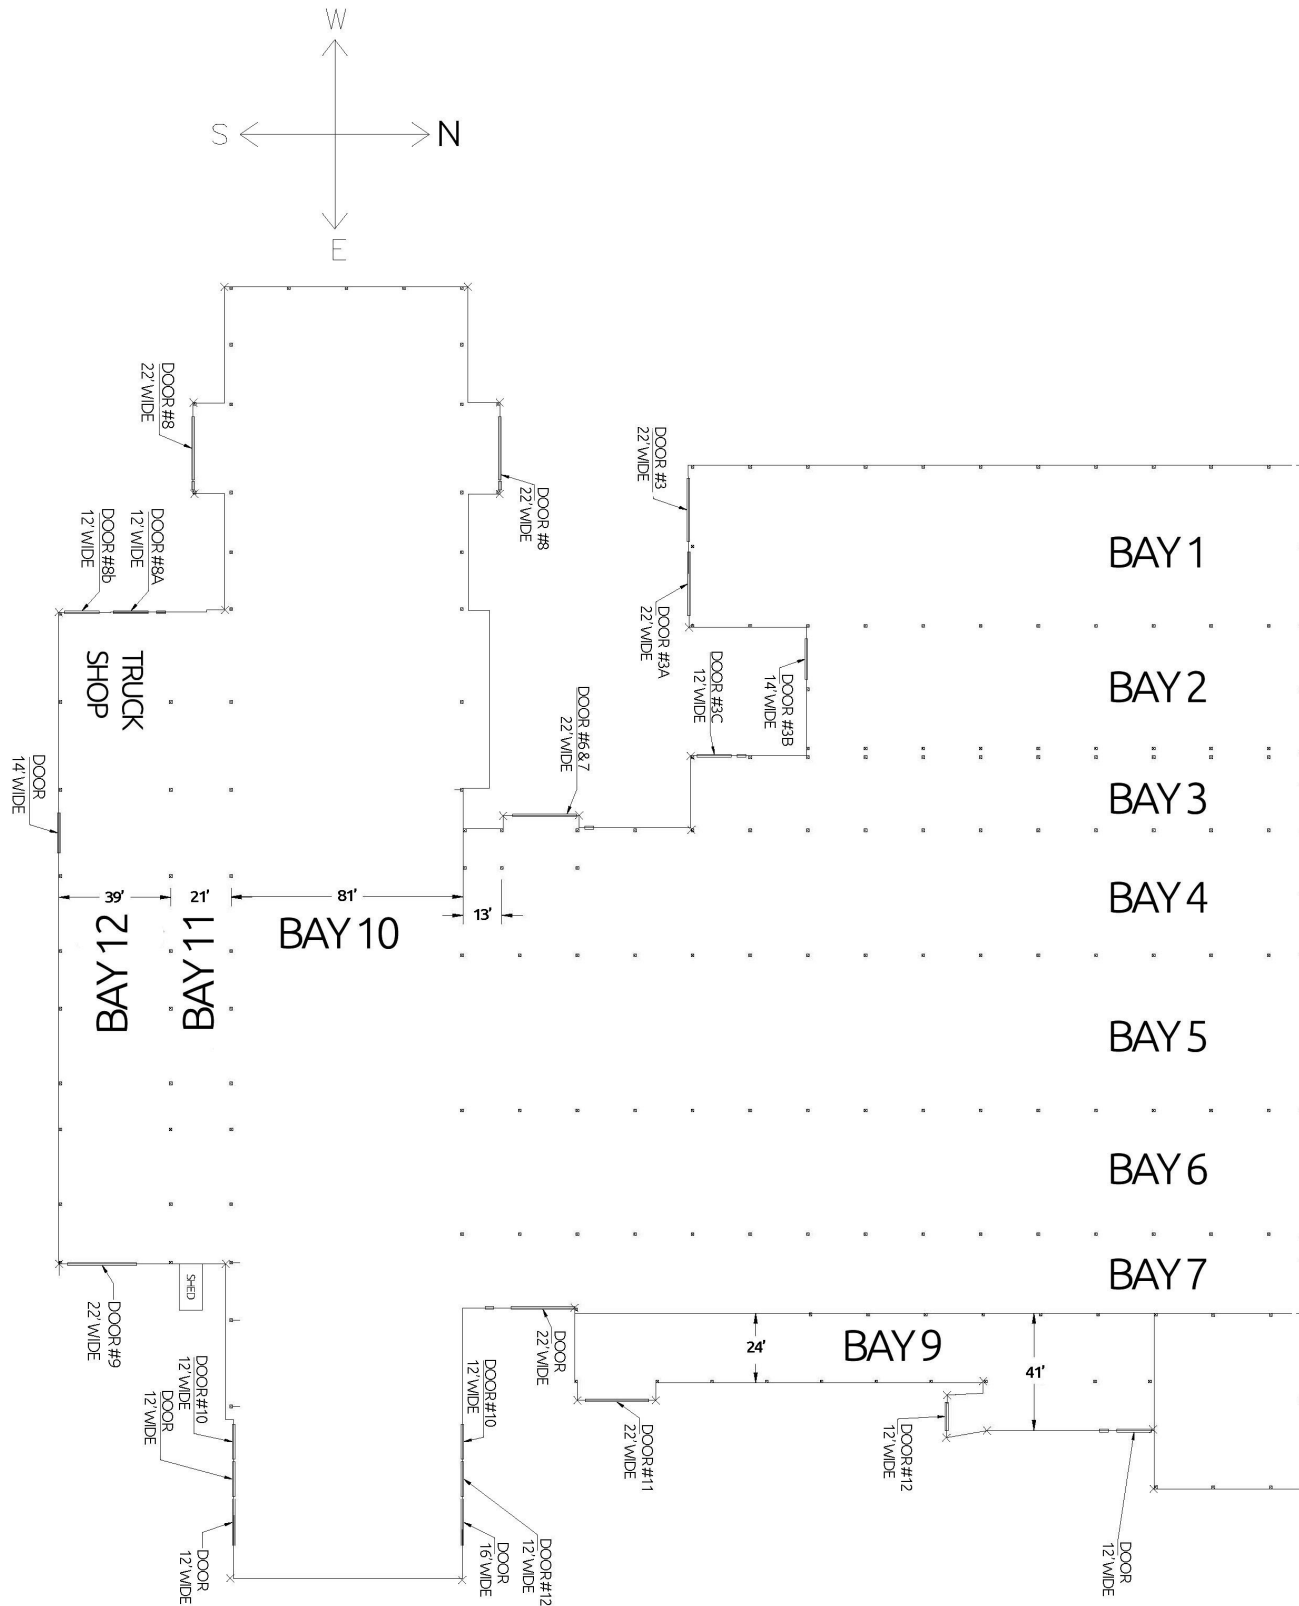 W
S
N
E
DOOR #8
22' WIDE
DOOR #8
22' WIDE
DOOR #3
22' WIDE
DOOR #8b
12' WIDE
DOOR #8A
12' WIDE
BAY 1
DOOR #3A
22' WIDE
TRUCK
SHOP
DOOR #3C
12' WIDE
DOOR #3B
14' WIDE
BAY 2
DOOR #6 & 7
22' WIDE
DOOR
14' WIDE
BAY 3
39'
21'
81'
13'
BAY 4
BAY 12
BAY 11
BAY 10
BAY 5
BAY 6
BAY 7
SHED
DOOR #9
22' WIDE
DOOR
22' WIDE
24'
BAY 9
41'
DOOR #10
12' WIDE
DOOR
12' WIDE
DOOR #10
12' WIDE
DOOR #11
22' WIDE
DOOR #12
12' WIDE
DOOR
12' WIDE
DOOR
16' WIDE
DOOR #12
12' WIDE
DOOR
12' WIDE